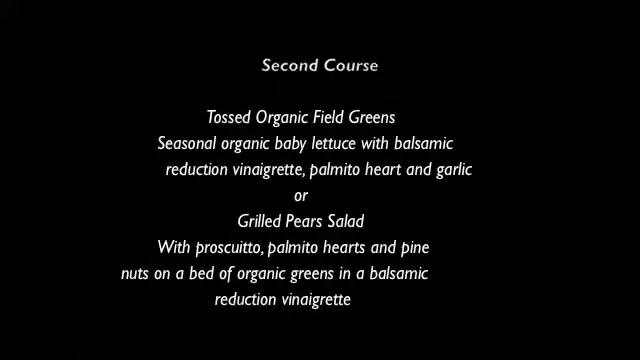 Second Course
Tossed Organic Field Greens
Seasonal organic baby lettuce with balsamic
reduction vinaigrette, palmito heart and garlic
or
Grilled Pears Salad
With proscuitto, palmito hearts and pine
nuts on a bed of organic greens in a balsamic
reduction vinaigrette